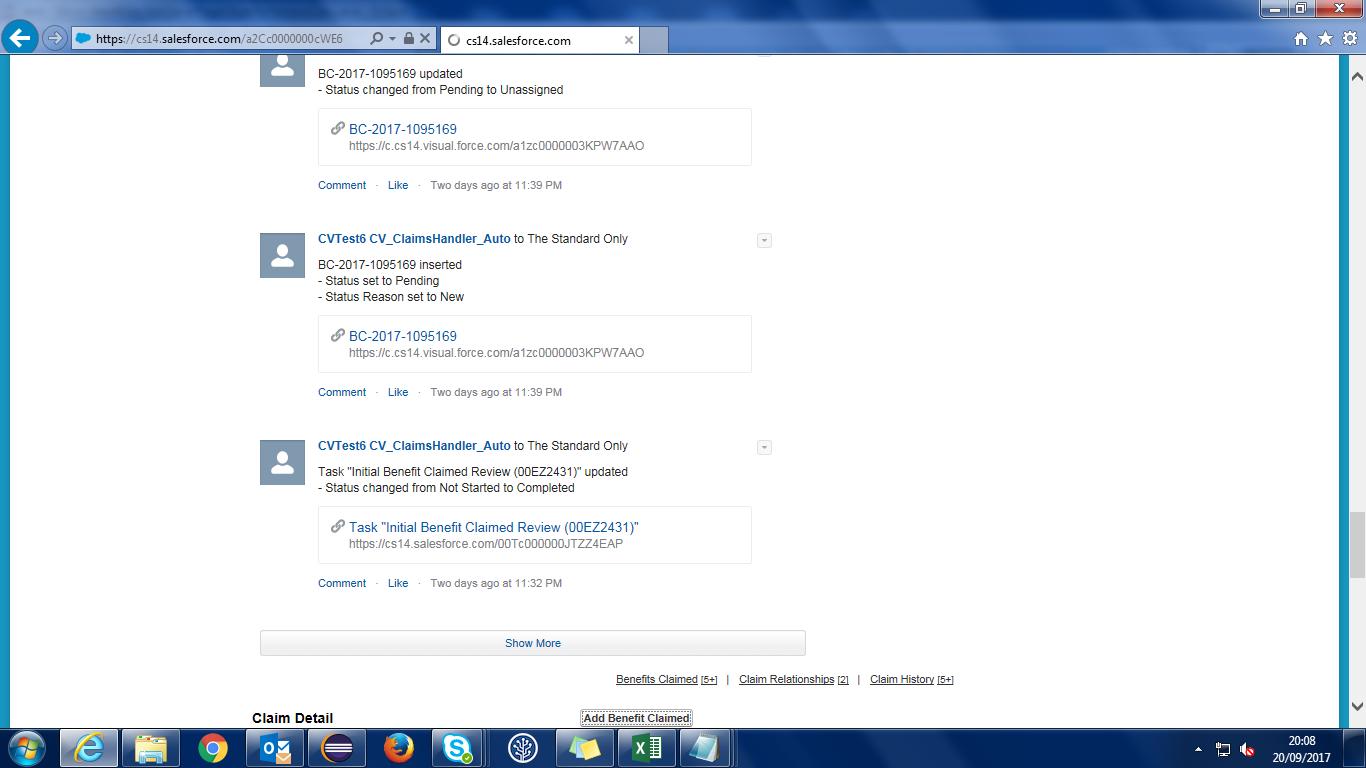 https://cs14.salesforce.com/a2Cc0000000cWE6
cs14.salesforce.com
BC-2017-1095169 updated
- Status changed from Pending to Unassigned
BC-2017-1095169
https://c.cs14.visual.force.com/a1zc0000003KPW7AAO
Comment · Like · Two days ago at 11:39 PM
CVTest6 CV_ClaimsHandler_Auto to The Standard Only
BC-2017-1095169 inserted
- Status set to Pending
- Status Reason set to New
BC-2017-1095169
https://c.cs14.visual.force.com/a1zc0000003KPW7AAO
Comment · Like · Two days ago at 11:39 PM
CVTest6 CV_ClaimsHandler_Auto to The Standard Only
Task "Initial Benefit Claimed Review (00EZ2431)" updated
- Status changed from Not Started to Completed
Task "Initial Benefit Claimed Review (00EZ2431)"
https://cs14.salesforce.com/00Tc000000JTZZ4EAP
Comment · Like · Two days ago at 11:32 PM
Show More
Benefits Claimed [5+] | Claim Relationships [2] | Claim History [5+]
Claim Detail
Add Benefit Claimed
20:08
20/09/2017